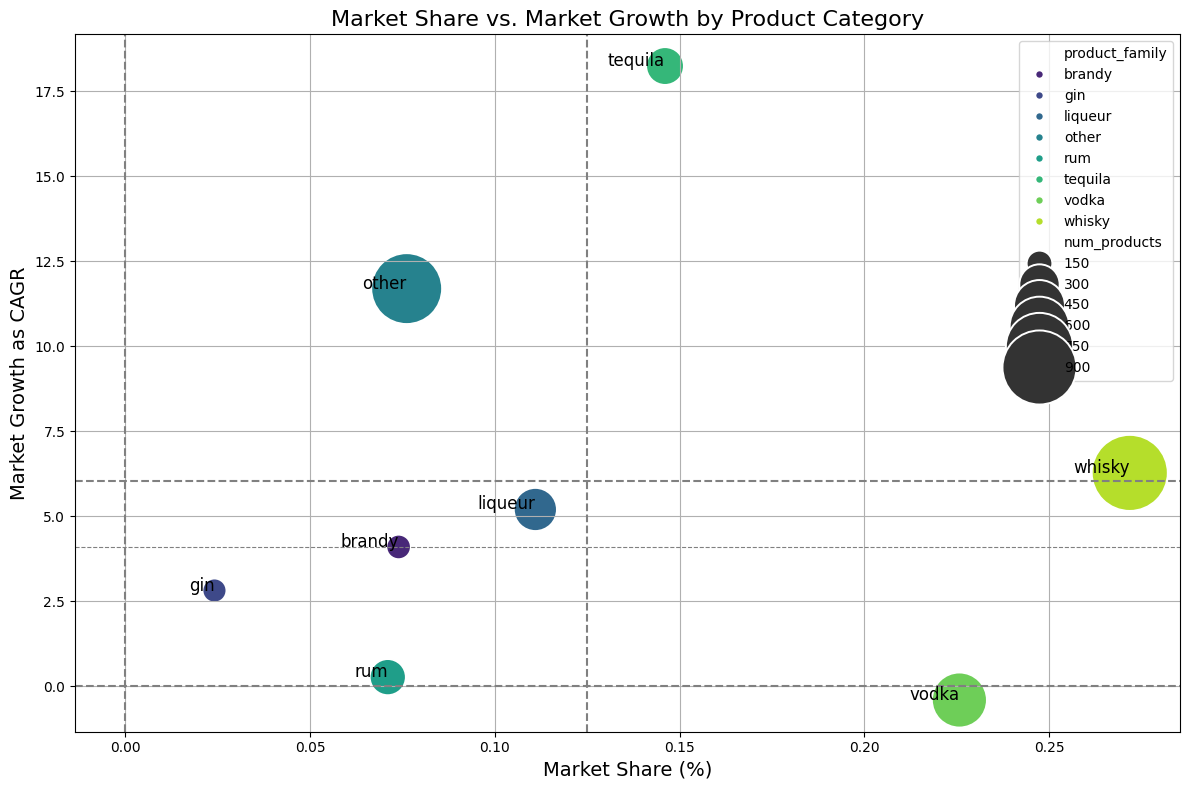 Market Share vs. Market Growth by Product Category
Market Growth as CAGR
17.5
15.0
12.5
10.0
7.5
5.0
2.5
0.0
tequila
other
whisky
liqueur
brandy
gin
rum
vodka
product_family
brandy
gin
liqueur
other
rum
tequila
vodka
whisky
num_products
150
300
450
900
0.00
0.05
0.10
0.15
0.20
0.25
Market Share (%)